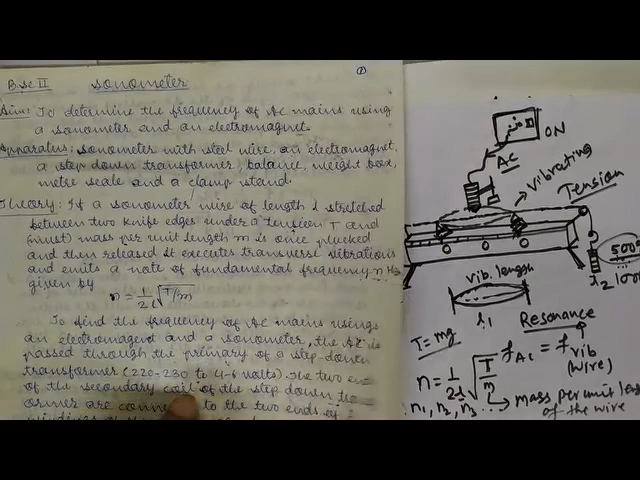 B.Sc II Sonometer
Aim: To determine the frequency of AC mains using
a sonometer and an electromagnet.
Apparatus: Sonometer with steel wire, an electromagnet,
a step down transformer, balance, weight box,
metre scale and a clamp stand.
Theory: If a sonometer wire of length l stretched
between two knife edges under a tension T and
mass per unit length m is once plucked
and then released it executes transverse vibrations
and emits a note of fundamental frequency n Hz
given by
n = 1/2l √T/m
To find the frequency of AC mains using
an electromagnet and a sonometer, the AC is
passed through the primary of a step-down
transformer (220-230 to 4-6 volts). The two en
of the secondary coil of the step down
ormer are conn to the two ends of
ON
AC
Vibrating
Tension
500
100
vib. length
l1
l2
Resonance
T = mg
fAC = fvib
(wire)
n = 1/2l √T/m
n1, n2, n3 ...
mass per unit len
of the wire